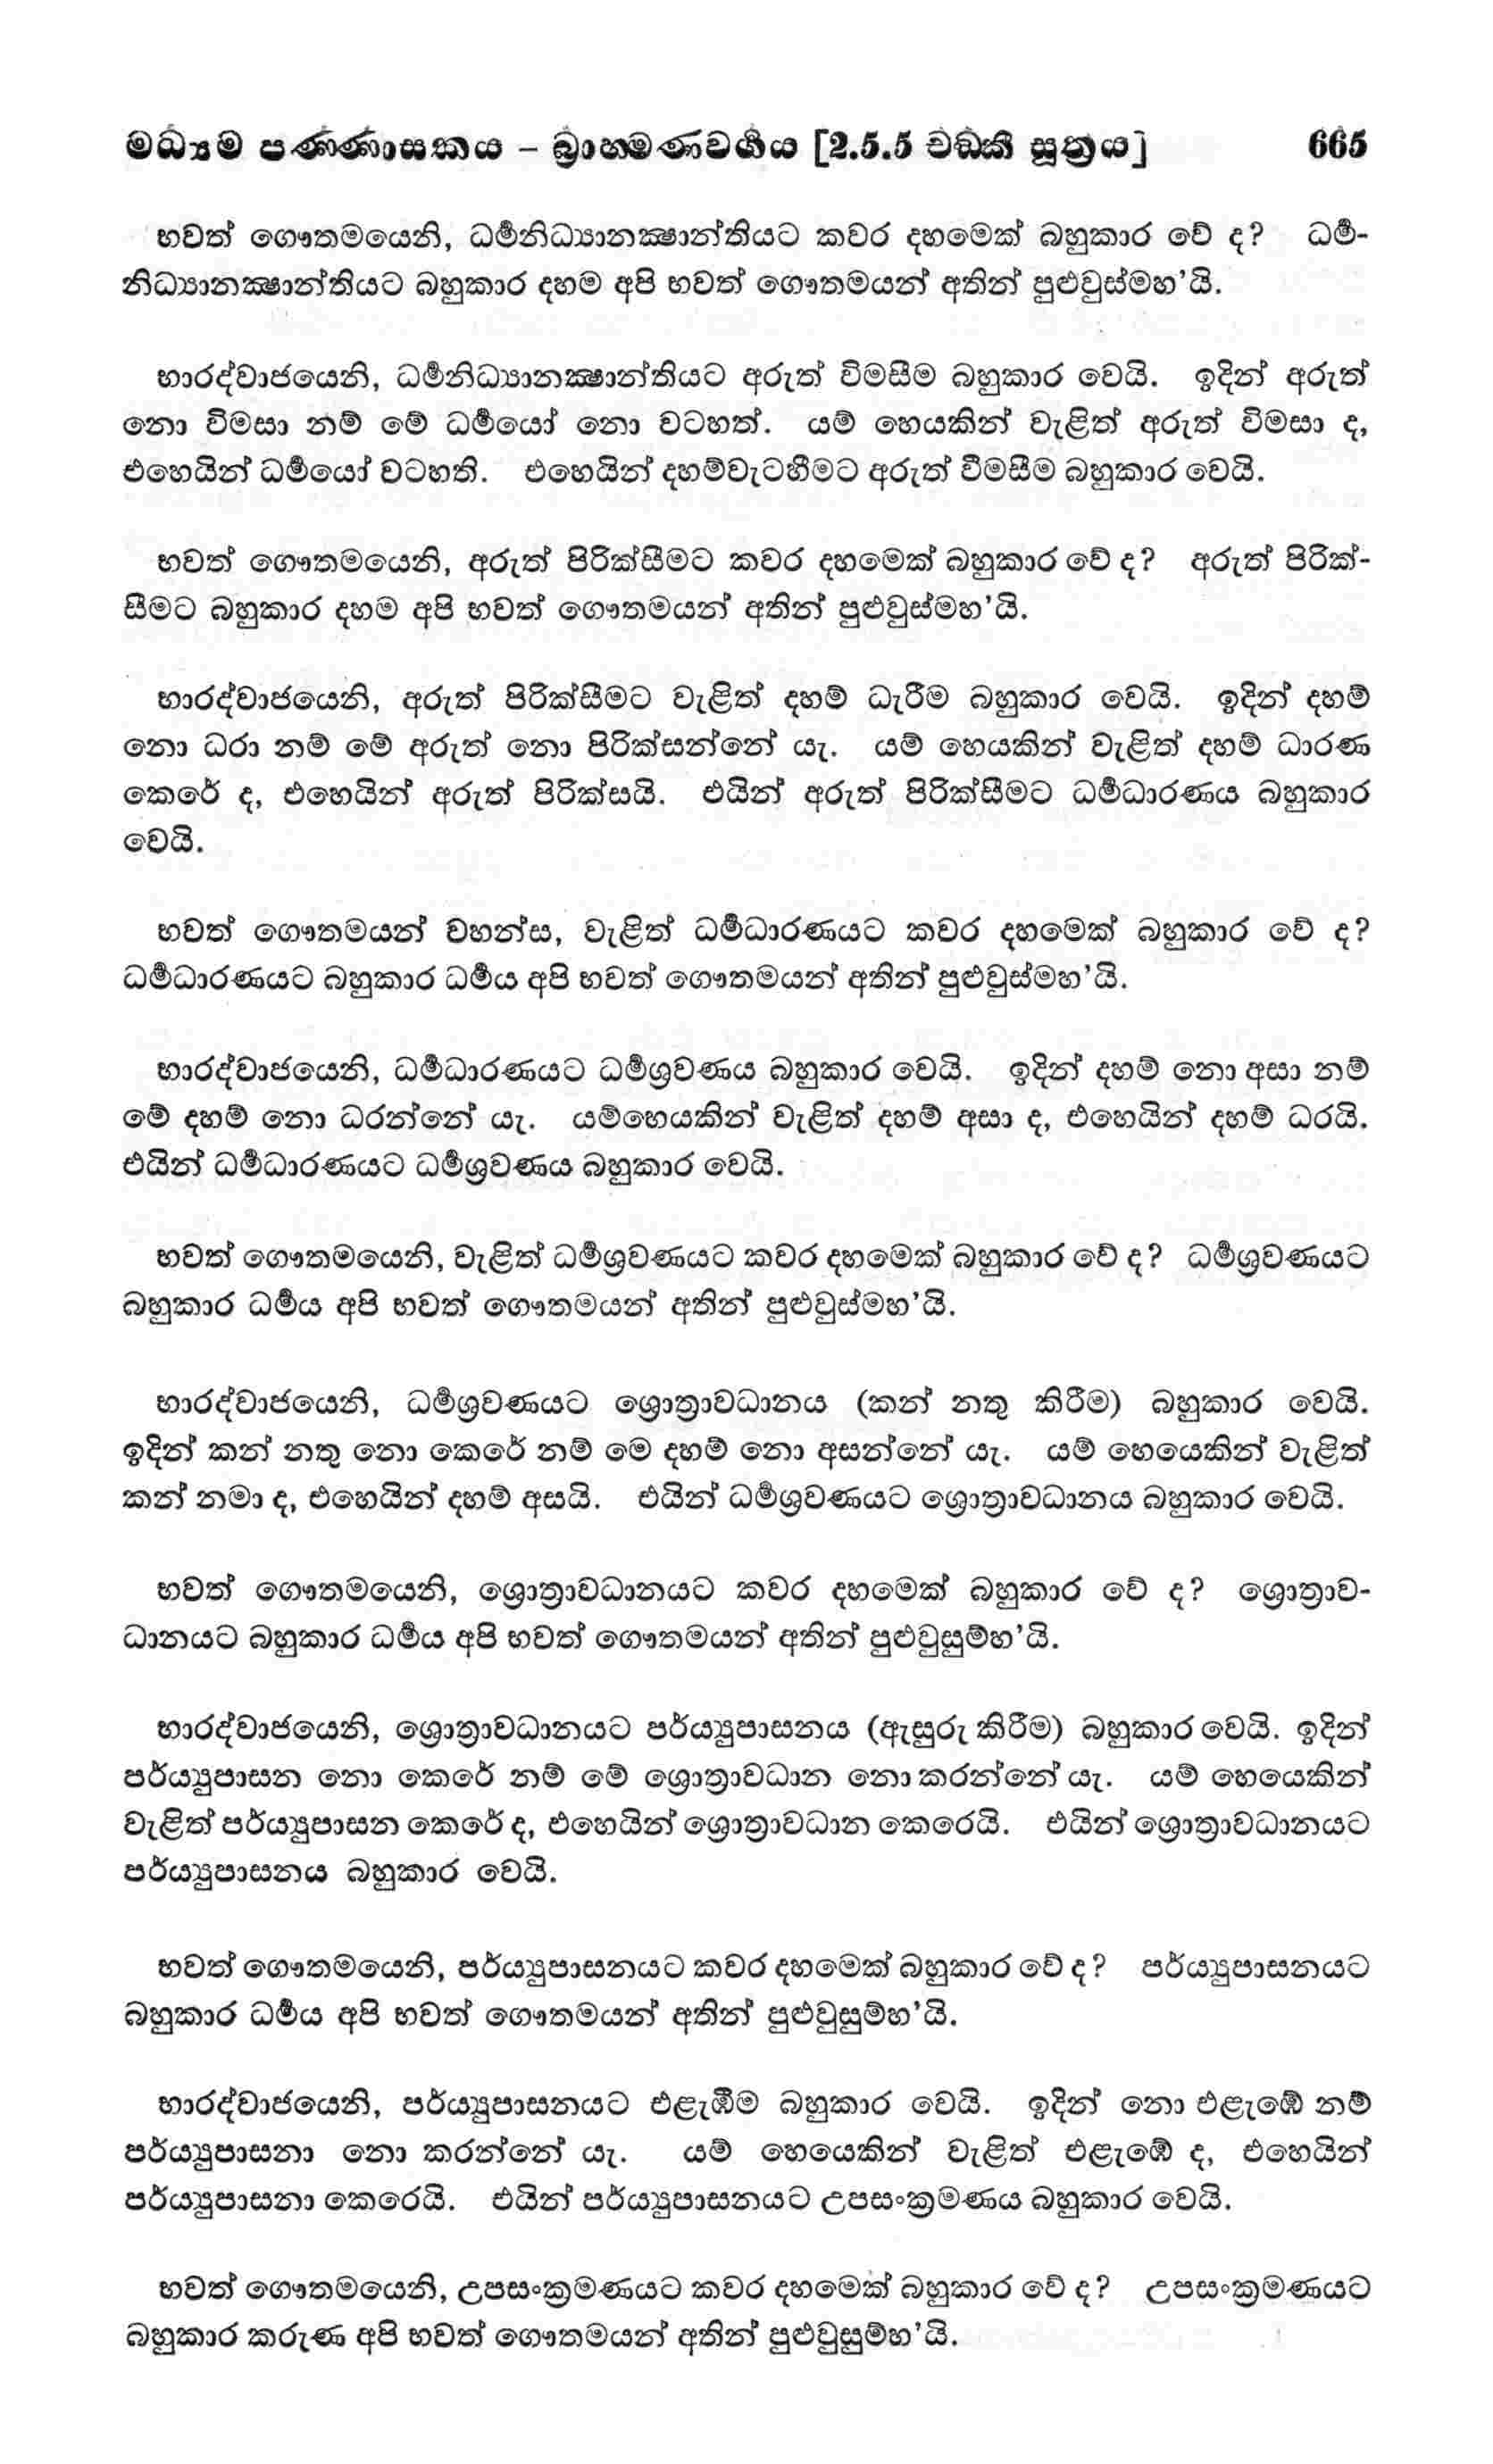 මධ්‍යම පණ්ණාසකය – බ්‍රාහ්මණවර්ගය [2.5.5 චඞ්කී සූත්‍රය] 665
භවත් ගෞතමයෙනි, ධර්‍මනිධ්‍යානක්‍ෂාන්තියට කවර දහමෙක් බහුකාර වේ ද? ධර්‍ම-
නිධ්‍යානක්‍ෂාන්තියට බහුකාර දහම අපි භවත් ගෞතමයන් අතින් පුළුවුස්මහ’යි.
භාරද්වාජයෙනි, ධර්‍මනිධ්‍යානක්‍ෂාන්තියට අරුත් විමසීම බහුකාර වෙයි. ඉදින් අරුත්
නො විමසා නම් මේ ධර්‍මයෝ නො වටහත්. යම් හෙයකින් වැළිත් අරුත් විමසා ද,
එහෙයින් ධර්‍මයෝ වටහති. එහෙයින් දහම්වැටහීමට අරුත් වීමසීම බහුකාර වෙයි.
භවත් ගෞතමයෙනි, අරුත් පිරික්සීමට කවර දහමෙක් බහුකාර වේ ද? අරුත් පිරික්-
සීමට බහුකාර දහම අපි භවත් ගෞතමයන් අතින් පුළුවුස්මහ’යි.
භාරද්වාජයෙනි, අරුත් පිරික්සීමට වැළිත් දහම් ධැරීම බහුකාර වෙයි. ඉදින් දහම්
නො ධරා නම් මේ අරුත් නො පිරික්සන්නේ යැ. යම් හෙයකින් වැළිත් දහම් ධාරණ
කෙරේ ද, එහෙයින් අරුත් පිරික්සයි. එයින් අරුත් පිරික්සීමට ධර්‍මධාරණය බහුකාර
වෙයි.
භවත් ගෞතමයන් වහන්ස, වැළිත් ධර්‍මධාරණයට කවර දහමෙක් බහුකාර වේ ද?
ධර්‍මධාරණයට බහුකාර ධර්‍මය අපි භවත් ගෞතමයන් අතින් පුළුවුස්මහ’යි.
භාරද්වාජයෙනි, ධර්‍මධාරණයට ධර්‍මශ්‍රවණය බහුකාර වෙයි. ඉදින් දහම් නො අසා නම්
මේ දහම් නො ධරන්නේ යැ. යම්හෙයකින් වැළිත් දහම් අසා ද, එහෙයින් දහම් ධරයි.
එයින් ධර්‍මධාරණයට ධර්‍මශ්‍රවණය බහුකාර වෙයි.
භවත් ගෞතමයෙනි, වැළිත් ධර්‍මශ්‍රවණයට කවර දහමෙක් බහුකාර වේ ද? ධර්‍මශ්‍රවණයට
බහුකාර ධර්‍මය අපි භවත් ගෞතමයන් අතින් පුළුවුස්මහ’යි.
භාරද්වාජයෙනි, ධර්‍මශ්‍රවණයට ශ්‍රොත්‍රාවධානය (කන් නතු කිරීම) බහුකාර වෙයි.
ඉදින් කන් නතු නො කෙරේ නම් මෙ දහම් නො අසන්නේ යැ. යම් හෙයෙකින් වැළිත්
කන් නමා ද, එහෙයින් දහම් අසයි. එයින් ධර්‍මශ්‍රවණයට ශ්‍රොත්‍රාවධානය බහුකාර වෙයි.
භවත් ගෞතමයෙනි, ශ්‍රොත්‍රාවධානයට කවර දහමෙක් බහුකාර වේ ද? ශ්‍රොත්‍රාව-
ධානයට බහුකාර ධර්‍මය අපි භවත් ගෞතමයන් අතින් පුළුවුසුම්හ’යි.
භාරද්වාජයෙනි, ශ්‍රොත්‍රාවධානයට පර්ය්‍යුපාසනය (ඇසුරු කිරීම) බහුකාර වෙයි. ඉදින්
පර්ය්‍යුපාසන නො කෙරේ නම් මේ ශ්‍රොත්‍රාවධාන නො කරන්නේ යැ. යම් හෙයෙකින්
වැළිත් පර්ය්‍යුපාසන කෙරේ ද, එහෙයින් ශ්‍රොත්‍රාවධාන කෙරෙයි. එයින් ශ්‍රොත්‍රාවධානයට
පර්ය්‍යුපාසනය බහුකාර වෙයි.
භවත් ගෞතමයෙනි, පර්ය්‍යුපාසනයට කවර දහමෙක් බහුකාර වේ ද? පර්ය්‍යුපාසනයට
බහුකාර ධර්‍මය අපි භවත් ගෞතමයන් අතින් පුළුවුසුම්හ’යි.
භාරද්වාජයෙනි, පර්ය්‍යුපාසනයට එළැඹීම බහුකාර වෙයි. ඉදින් නො එළැඹේ නම්
පර්ය්‍යුපාසනා නො කරන්නේ යැ. යම් හෙයෙකින් වැළිත් එළැඹේ ද, එහෙයින්
පර්ය්‍යුපාසනා කෙරෙයි. එයින් පර්ය්‍යුපාසනයට උපසංක්‍රමණය බහුකාර වෙයි.
භවත් ගෞතමයෙනි, උපසංක්‍රමණයට කවර දහමෙක් බහුකාර වේ ද? උපසංක්‍රමණයට
බහුකාර කරුණ අපි භවත් ගෞතමයන් අතින් පුළුවුසුම්හ’යි.